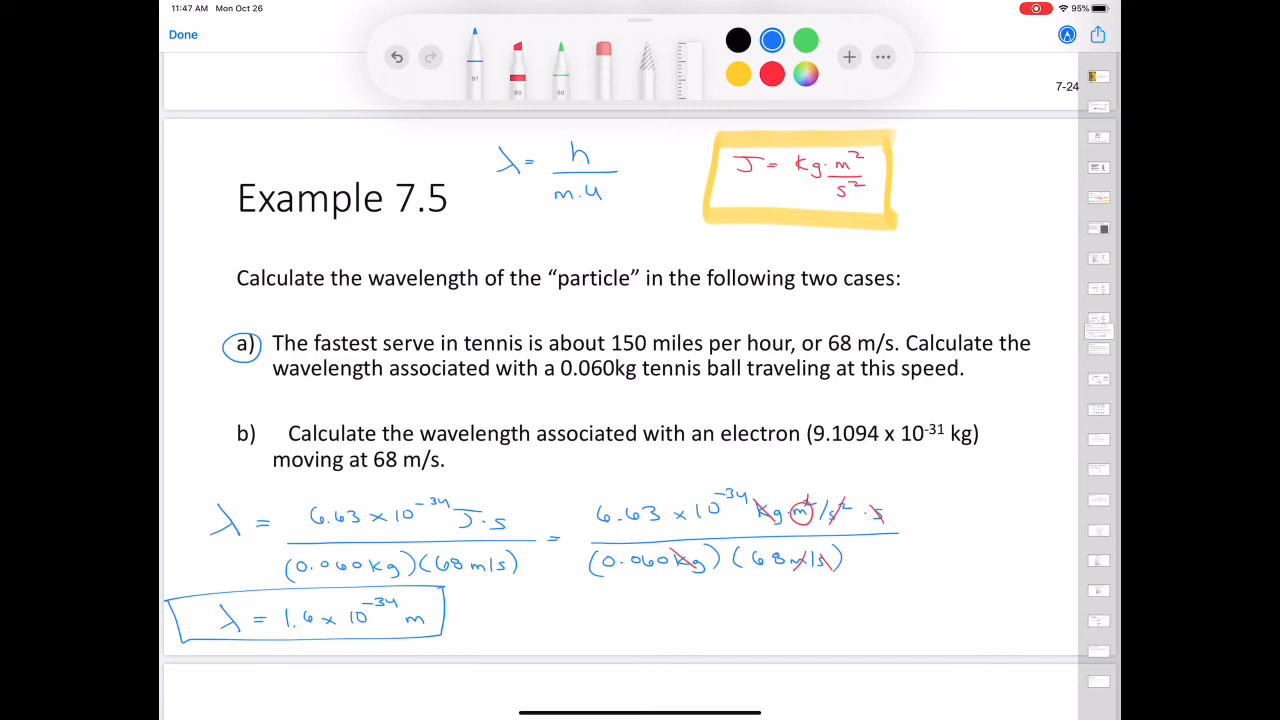 11:47 AM Mon Oct 26
95%
Done
97
80
50
7-24
λ = h / m.u
J = kg · m² / s²
Example 7.5
Calculate the wavelength of the “particle” in the following two cases:
a) The fastest serve in tennis is about 150 miles per hour, or 68 m/s. Calculate the
wavelength associated with a 0.060kg tennis ball traveling at this speed.
b) Calculate the wavelength associated with an electron (9.1094 x 10⁻³¹ kg)
moving at 68 m/s.
λ = 6.63 x 10⁻³⁴ J·s / (0.060 kg)(68 m/s) = 6.63 x 10⁻³⁴ kg·m²/s² · s / (0.060 kg)(68 m/s)
λ = 1.6 x 10⁻³⁴ m